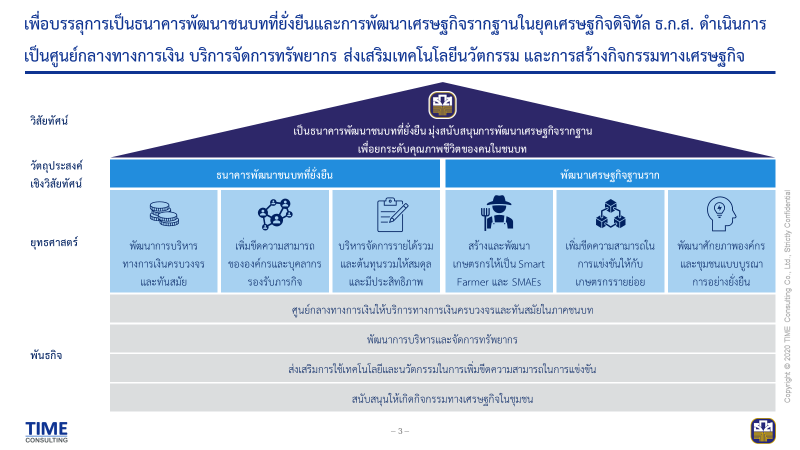 เพื่อบรรลุการเป็นธนาคารพัฒนาชนบทที่ยั่งยืนและการพัฒนาเศรษฐกิจรากฐานในยุคเศรษฐกิจดิจิทัล ธ.ก.ส. ดำเนินการ
เป็นศูนย์กลางทางการเงิน บริการจัดการทรัพยากร ส่งเสริมเทคโนโลยีนวัตกรรม และการสร้างกิจกรรมทางเศรษฐกิจ
วิสัยทัศน์
เป็นธนาคารพัฒนาชนบทที่ยั่งยืน มุ่งสนับสนุนการพัฒนาเศรษฐกิจรากฐาน
เพื่อยกระดับคุณภาพชีวิตของคนในชนบท
วัตถุประสงค์
เชิงวิสัยทัศน์
ธนาคารพัฒนาชนบทที่ยั่งยืน
พัฒนาเศรษฐกิจฐานราก
ยุทธศาสตร์
พัฒนาการบริหาร
ทางการเงินครบวงจร
และทันสมัย
เพิ่มขีดความสามารถ
ขององค์กรและบุคลากร
รองรับภารกิจ
บริหารจัดการรายได้รวม
และต้นทุนรวมให้สมดุล
และมีประสิทธิภาพ
สร้างและพัฒนา
เกษตรกรให้เป็น Smart
Farmer และ SMAEs
เพิ่มขีดความสามารถใน
การแข่งขันให้กับ
เกษตรกรรายย่อย
พัฒนาศักยภาพองค์กร
และชุมชนแบบบูรณา
การอย่างยั่งยืน
พันธกิจ
ศูนย์กลางทางการเงินให้บริการทางการเงินครบวงจรและทันสมัยในภาคชนบท
พัฒนาการบริหารและจัดการทรัพยากร
ส่งเสริมการใช้เทคโนโลยีและนวัตกรรมในการเพิ่มขีดความสามารถในการแข่งขัน
สนับสนุนให้เกิดกิจกรรมทางเศรษฐกิจในชุมชน
Copyright © 2020 TIME Consulting Co., Ltd., Strictly Confidential
TIME
CONSULTING
– 3 –